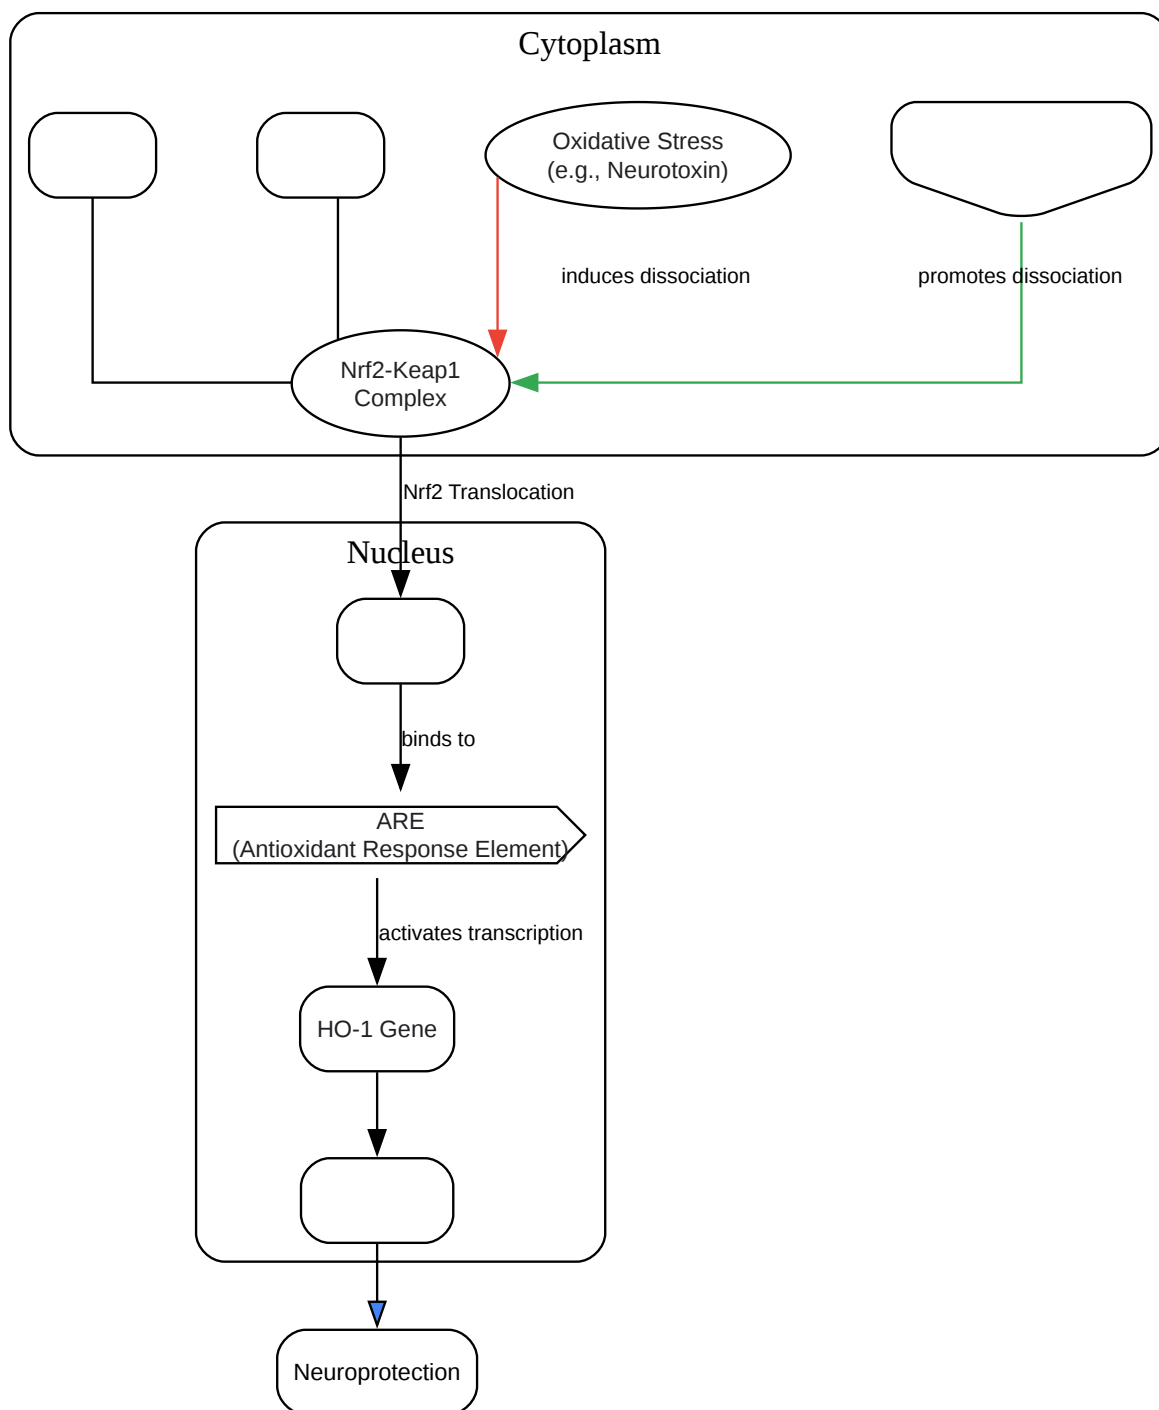 Cytoplasm
Oxidative Stress
(e.g., Neurotoxin)
induces dissociation
promotes dissociation
Nrf2-Keap1
Complex
Nrf2 Translocation
Nucleus
binds to
ARE
(Antioxidant Response Element)
activates transcription
HO-1 Gene
Neuroprotection